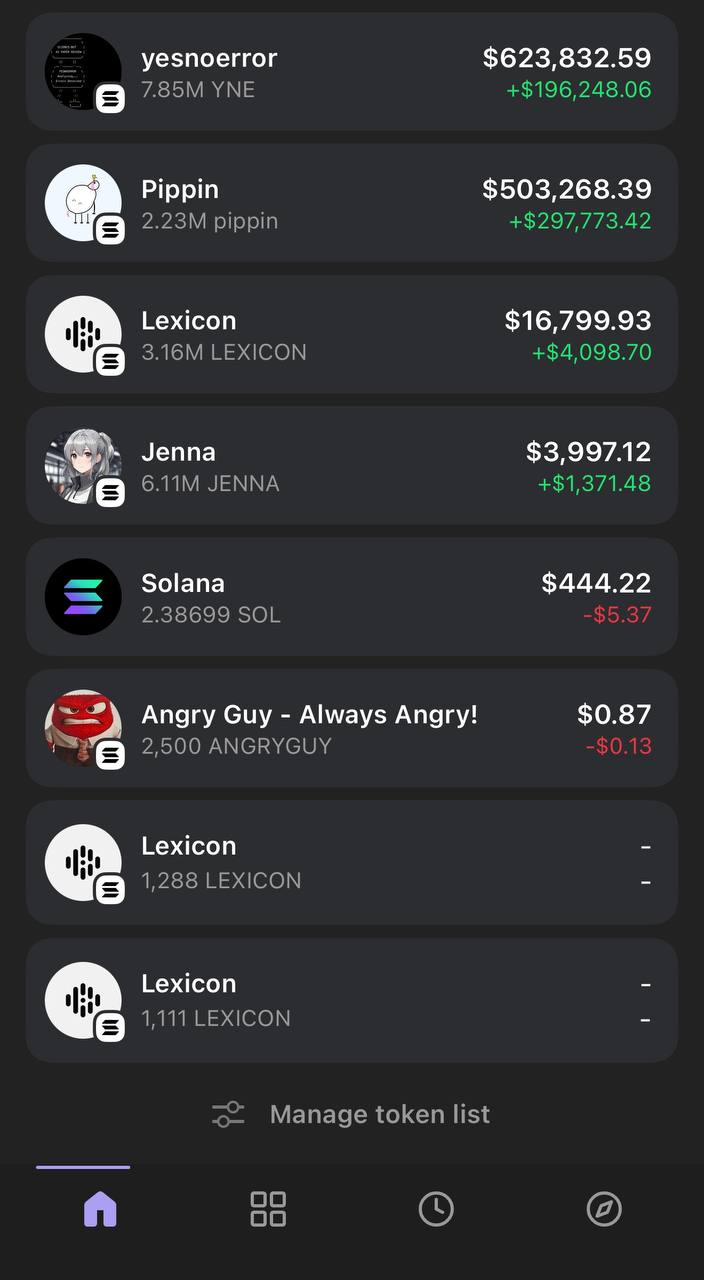 yesnoerror
$623,832.59
7.85M YNE
+$196,248.06
Pippin
$503,268.39
2.23M pippin
+$297,773.42
Lexicon
$16,799.93
3.16M LEXICON
+$4,098.70
Jenna
$3,997.12
6.11M JENNA
+$1,371.48
Solana
$444.22
2.38699 SOL
-$5.37
Angry Guy - Always Angry!
$0.87
2,500 ANGRYGUY
-$0.13
Lexicon
-
1,288 LEXICON
-
Lexicon
-
1,111 LEXICON
-
Manage token list